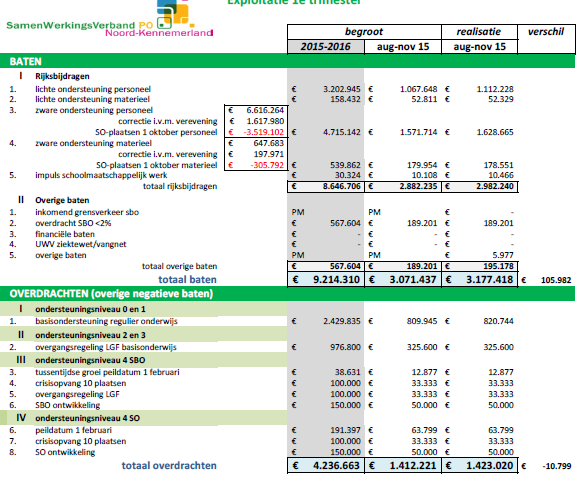 Exploitatie 1e trimester
SamenWerkingsVerband PO
Noord-Kennemerland
begroot realisatie verschil
2015-2016 aug-nov 15 aug-nov 15
BATEN
I Rijksbijdragen
1. lichte ondersteuning personeel € 3.202.945 € 1.067.648 € 1.112.228
2. lichte ondersteuning materieel € 158.432 € 52.811 € 52.329
3. zware ondersteuning personeel € 6.616.264
correctie i.v.m. verevening € 1.617.980
SO-plaatsen 1 oktober personeel € -3.519.102 € 4.715.142 € 1.571.714 € 1.628.665
4. zware ondersteuning materieel € 647.683
correctie i.v.m. verevening € 197.971
SO-plaatsen 1 oktober materieel € -305.792 € 539.862 € 179.954 € 178.551
5. impuls schoolmaatschappelijk werk € 30.324 € 10.108 € 10.466
totaal rijksbijdragen € 8.646.706 € 2.882.235 € 2.982.240
II Overige baten
1. inkomend grensverkeer sbo PM PM € -
2. overdracht SBO <2% € 567.604 € 189.201 € 189.201
3. financiële baten € - € - € -
4. UWV ziektewet/vangnet € - € - € -
5. overige baten PM PM € 5.977
totaal overige baten € 567.604 € 189.201 € 195.178
totaal baten € 9.214.310 € 3.071.437 € 3.177.418 € 105.982
OVERDRACHTEN (overige negatieve baten)
I ondersteuningsniveau 0 en 1
1. basisondersteuning regulier onderwijs € 2.429.835 € 809.945 € 820.744
II ondersteuningsniveau 2 en 3
2. overgangsregeling LGF basisonderwijs € 976.800 € 325.600 € 325.600
III ondersteuningsniveau 4 SBO
3. tussentijdse groei peildatum 1 februari € 38.631 € 12.877 € 12.877
4. crisisopvang 10 plaatsen € 100.000 € 33.333 € 33.333
5. overgangsregeling LGF € 100.000 € 33.333 € 33.333
6. SBO ontwikkeling € 150.000 € 50.000 € 50.000
IV ondersteuningsniveau 4 SO
6. peildatum 1 februari € 191.397 € 63.799 € 63.799
7. crisisopvang 10 plaatsen € 100.000 € 33.333 € 33.333
8. SO ontwikkeling € 150.000 € 50.000 € 50.000
totaal overdrachten € 4.236.663 € 1.412.221 € 1.423.020 € -10.799